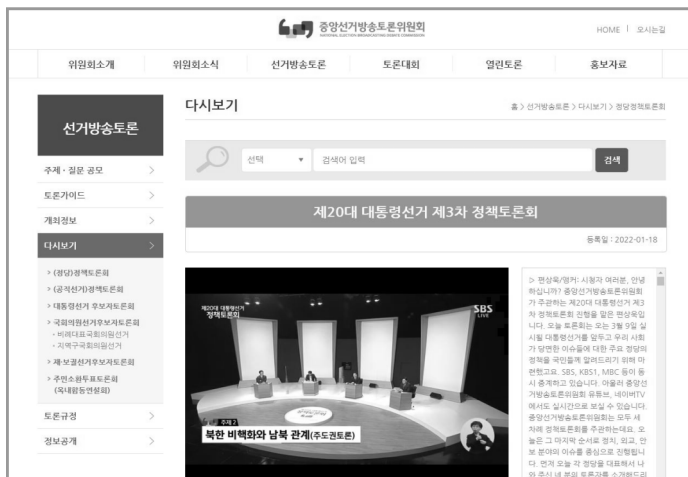 중앙선거방송토론위원회
NATIONAL ELECTION BROADCASTING DEBATE COMMISSION
HOME | 오시는길
위원회소개 위원회소식 선거방송토론 토론대회 열린토론 홍보자료
선거방송토론
주제·질문 공모
토론가이드
개최정보
다시보기
> (정당)정책토론회
> (공직선거)정책토론회
> 대통령선거 후보자토론회
> 국회의원선거후보자토론회
- 비례대표국회의원선거
- 지역구국회의원선거
> 재·보궐선거후보자토론회
> 주민소환투표토론회
(옥내합동연설회)
토론규정
정보공개
다시보기
홈 > 선거방송토론 > 다시보기 > 정당정책토론회
선택 검색어 입력 검색
제20대 대통령선거 제3차 정책토론회
등록일 : 2022-01-18
제20대 대통령선거
정책토론회
SBS
LIVE
주제 2
북한 비핵화와 남북 관계(주도권토론)
> 편상욱/앵커: 시청자 여러분, 안녕
하십니까? 중앙선거방송토론위원회
가 주관하는 제20대 대통령선거 제3
차 정책토론회 진행을 맡은 편상욱입
니다. 오늘 토론회는 오는 3월 9일 실
시될 대통령선거를 앞두고 우리 사회
가 당면한 이슈들에 대한 주요 정당의
정책을 국민들께 알려드리기 위해 마
련했고요. SBS, KBS1, MBC 등이 동
시 중계하고 있습니다. 아울러 중앙선
거방송토론위원회 유튜브, 네이버TV
에서도 실시간으로 보실 수 있습니다.
중앙선거방송토론위원회는 모두 세
차례 정책토론회를 주관하는데요. 오
늘은 그 마지막 순서로 정치, 외교, 안
보 분야의 이슈를 중심으로 진행됩니
다. 먼저 오늘 각 정당을 대표해서 나
와 주신 네 분의 토론자를 소개해드리